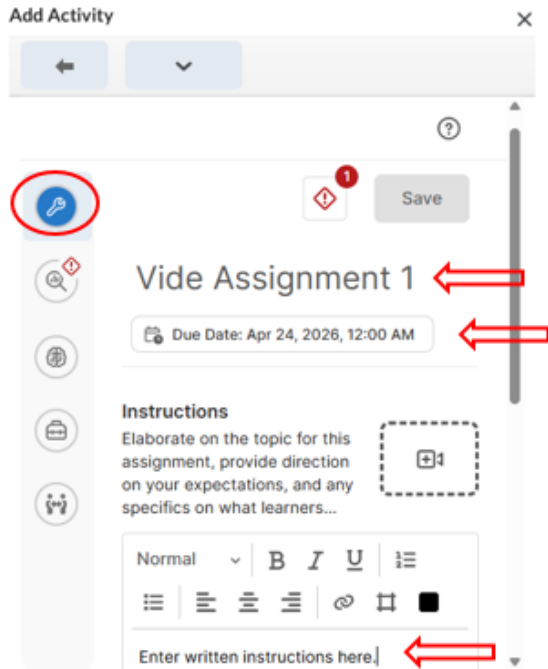 Add Activity
1
Save
Vide Assignment 1
Due Date: Apr 24, 2026, 12:00 AM
Instructions
Elaborate on the topic for this
assignment, provide direction
on your expectations, and any
specifics on what learners...
Normal
B I U
Enter written instructions here.